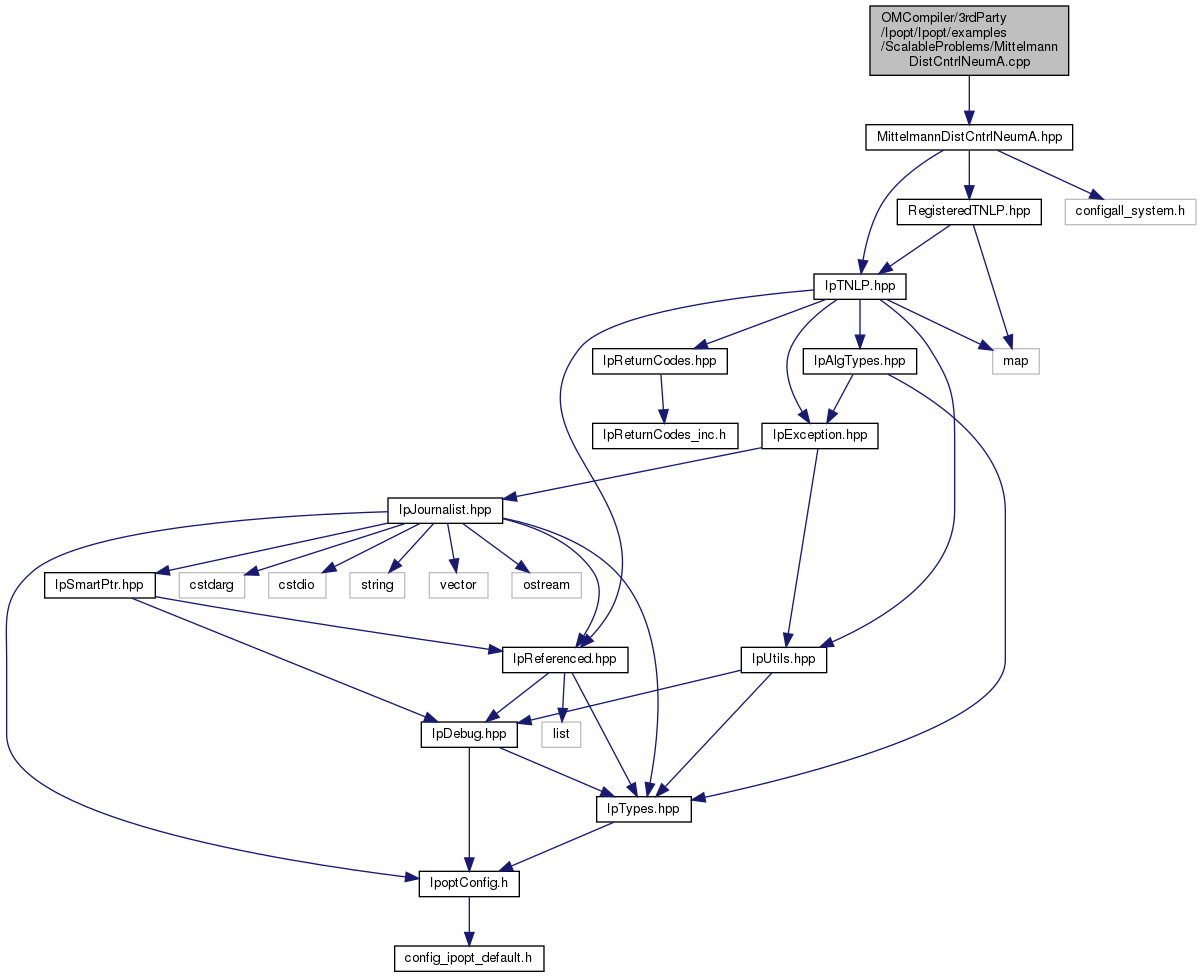 OMCompiler/3rdParty
/Ipopt/Ipopt/examples
/ScalableProblems/Mittelmann
DistCntrlNeumA.cpp
MittelmannDistCntrlNeumA.hpp
RegisteredTNLP.hpp
configall_system.h
IpTNLP.hpp
IpReturnCodes.hpp
IpAlgTypes.hpp
map
IpReturnCodes_inc.h
IpException.hpp
IpJournalist.hpp
IpSmartPtr.hpp
cstdarg
cstdio
string
vector
ostream
IpReferenced.hpp
IpUtils.hpp
IpDebug.hpp
list
IpTypes.hpp
IpoptConfig.h
config_ipopt_default.h